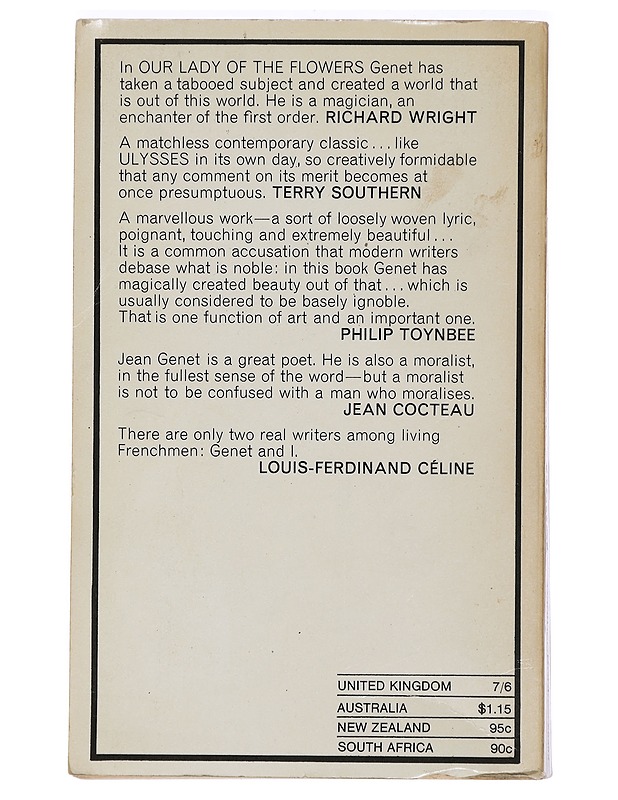 In OUR LADY OF THE FLOWERS Genet has
taken a tabooed subject and created a world that
is out of this world. He is a magician, an
enchanter of the first order. RICHARD WRIGHT
A matchless contemporary classic...like
ULYSSES in its own day, so creatively formidable
that any comment on its merit becomes at
once presumptuous. TERRY SOUTHERN
A marvellous work—a sort of loosely woven lyric,
poignant, touching and extremely beautiful...
It is a common accusation that modern writers
debase what is noble: in this book Genet has
magically created beauty out of that...which is
usually considered to be basely ignoble.
That is one function of art and an important one.
PHILIP TOYNBEE
Jean Genet is a great poet. He is also a moralist,
in the fullest sense of the word—but a moralist
is not to be confused with a man who moralises.
JEAN COCTEAU
There are only two real writers among living
Frenchmen: Genet and I.
LOUIS-FERDINAND CÉLINE
UNITED KINGDOM 7/6
AUSTRALIA $1.15
NEW ZEALAND 95c
SOUTH AFRICA 90c